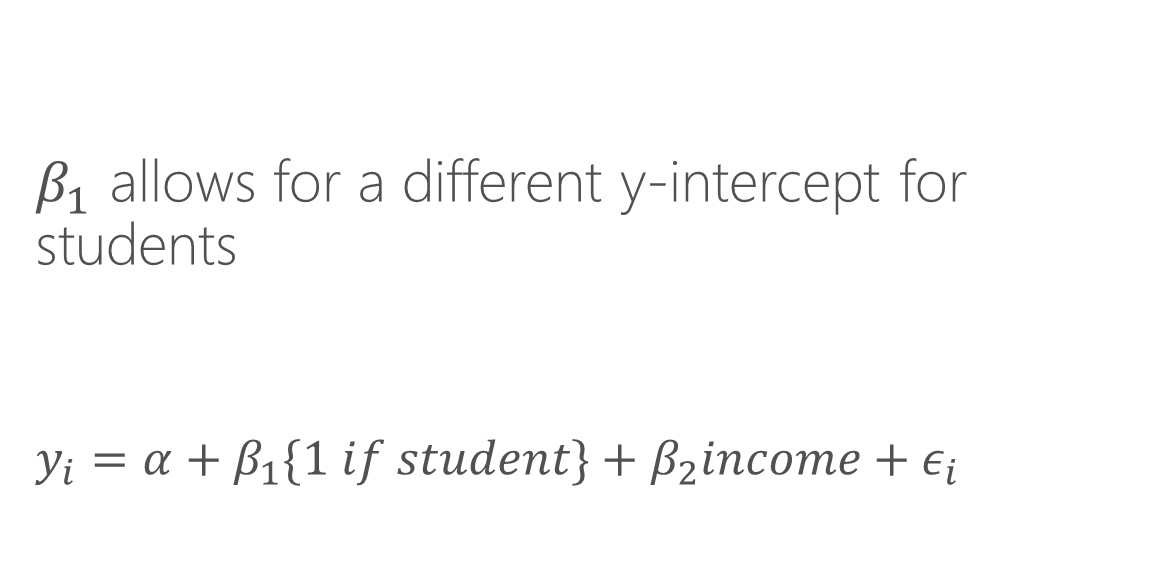 𝛽₁ allows for a different y-intercept for
students
𝑦ᵢ = 𝛼 + 𝛽₁{1 𝑖𝑓 𝑠𝑡𝑢𝑑𝑒𝑛𝑡} + 𝛽₂𝑖𝑛𝑐𝑜𝑚𝑒 + 𝜖ᵢ